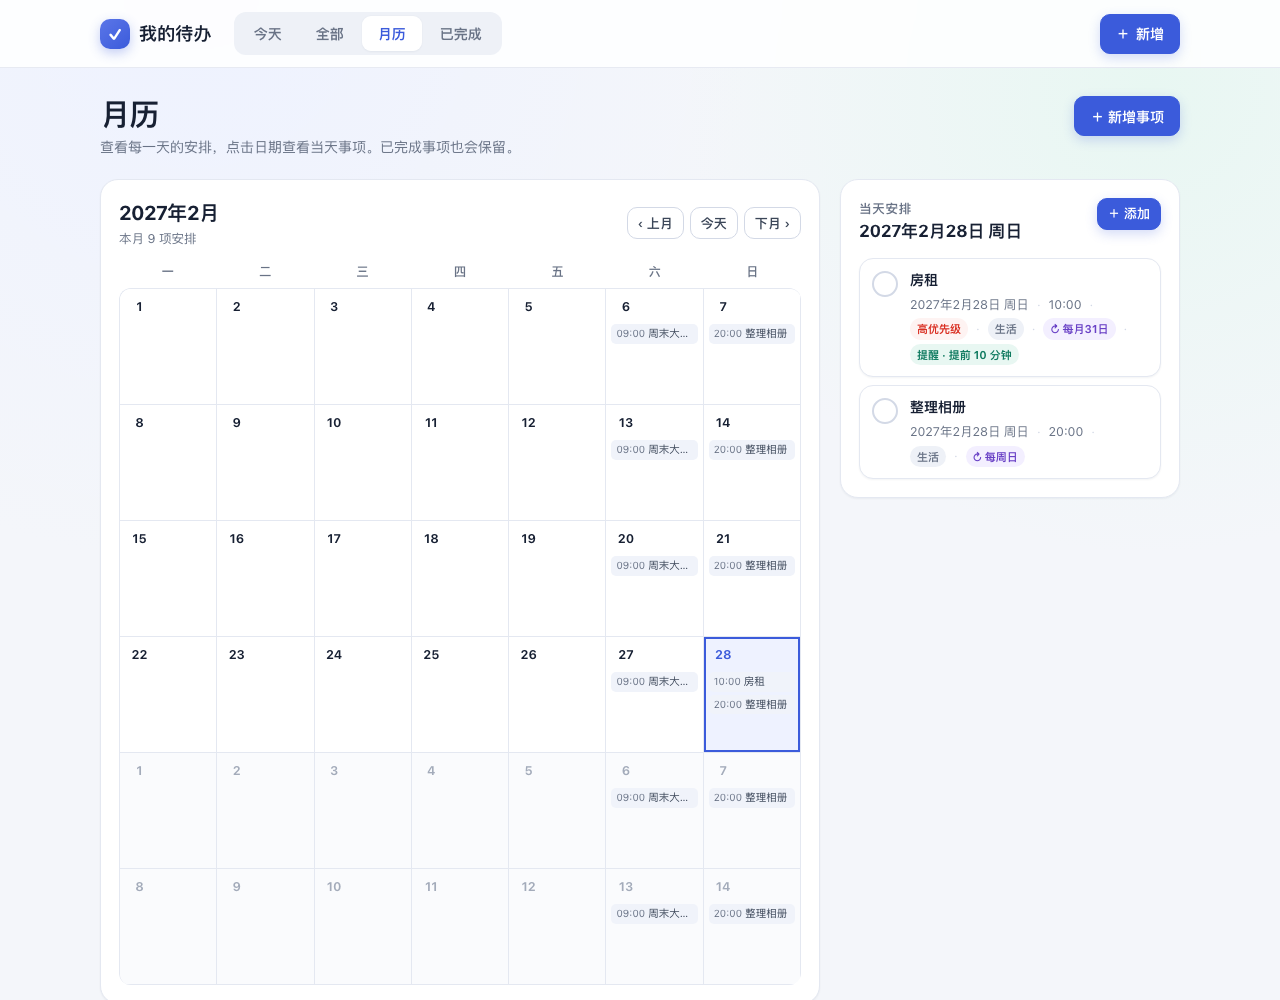 我的待办
今天 全部 月历 已完成
+ 新增
月历
+ 新增事项
查看每一天的安排，点击日期查看当天事项。已完成事项也会保留。
2027年2月
本月 9 项安排
‹ 上月 今天 下月 ›
一 二 三 四 五 六 日
1 2 3 4 5 6 7
09:00 周末大... 20:00 整理相册
8 9 10 11 12 13 14
09:00 周末大... 20:00 整理相册
15 16 17 18 19 20 21
09:00 周末大... 20:00 整理相册
22 23 24 25 26 27 28
09:00 周末大... 10:00 房租
20:00 整理相册
1 2 3 4 5 6 7
09:00 周末大... 20:00 整理相册
8 9 10 11 12 13 14
09:00 周末大... 20:00 整理相册
当天安排
2027年2月28日 周日
+ 添加
房租
2027年2月28日 周日 · 10:00 ·
高优先级 · 生活 · ↻ 每月31日 ·
提醒 · 提前 10 分钟
整理相册
2027年2月28日 周日 · 20:00 ·
生活 · ↻ 每周日